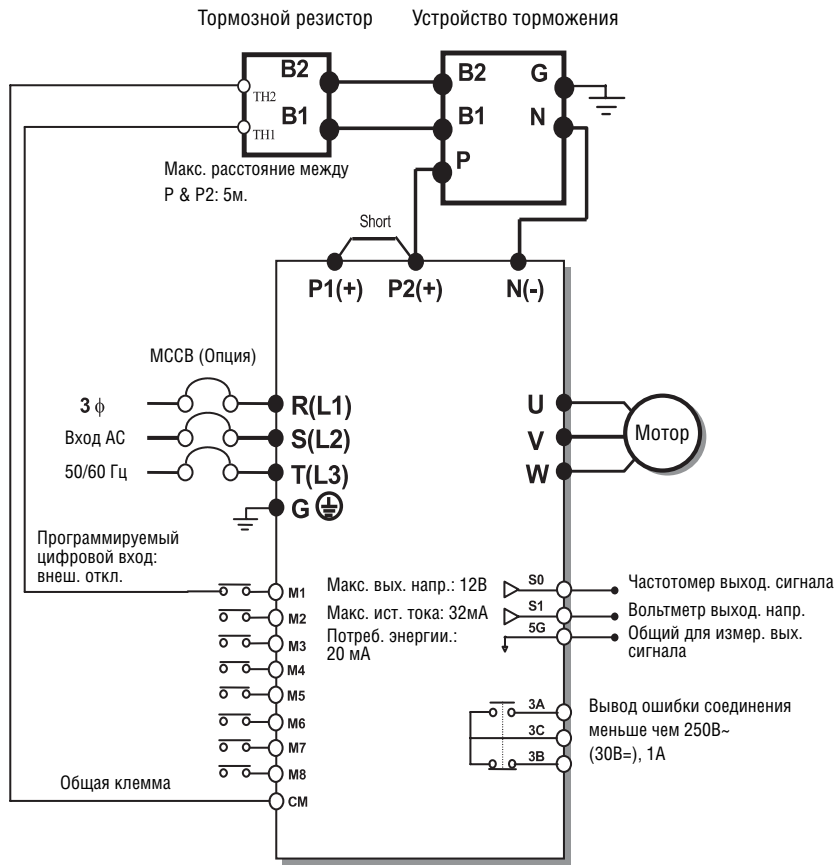 Тормозной резистор
Устройство торможения
B2
TH2
B1
TH1
B2
G
B1
N
P
Макс. расстояние между
P & P2: 5м.
Short
P1(+)
P2(+)
N(-)
MCCB (Опция)
3 ϕ
Вход AC
50/60 Гц
R(L1)
S(L2)
T(L3)
G
U
V
W
Мотор
Программируемый
цифровой вход:
внеш. откл.
M1
M2
M3
M4
M5
M6
M7
M8
CM
Общая клемма
Макс. вых. напр.: 12В
Макс. ист. тока: 32мА
Потреб. энергии.:
20 мА
S0
S1
5G
Частотомер выход. сигнала
Вольтметр выход. напр.
Общий для измер. вых.
сигнала
3A
3C
3B
Вывод ошибки соединения
меньше чем 250В~
(30В=), 1А